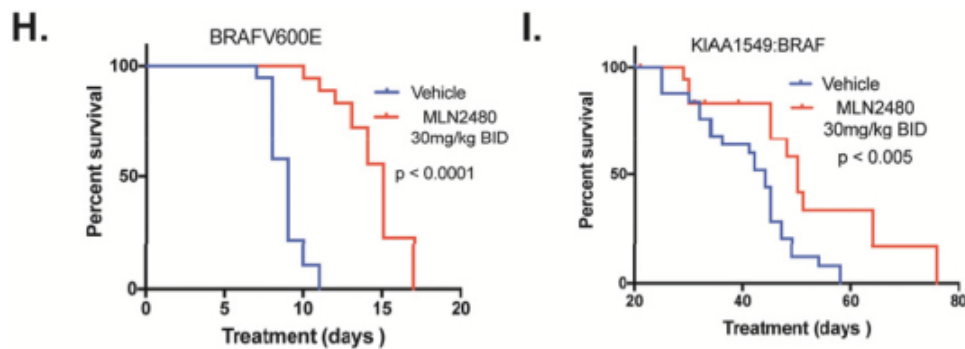 H.
BRAFV600E
100
50
0
Percent survival
Vehicle
MLN2480
30mg/kg BID
p < 0.0001
0 5 10 15 20
Treatment (days )
I.
KIAA1549:BRAF
100
50
0
Percent survival
Vehicle
MLN2480
30mg/kg BID
p < 0.005
20 40 60 80
Treatment (days )